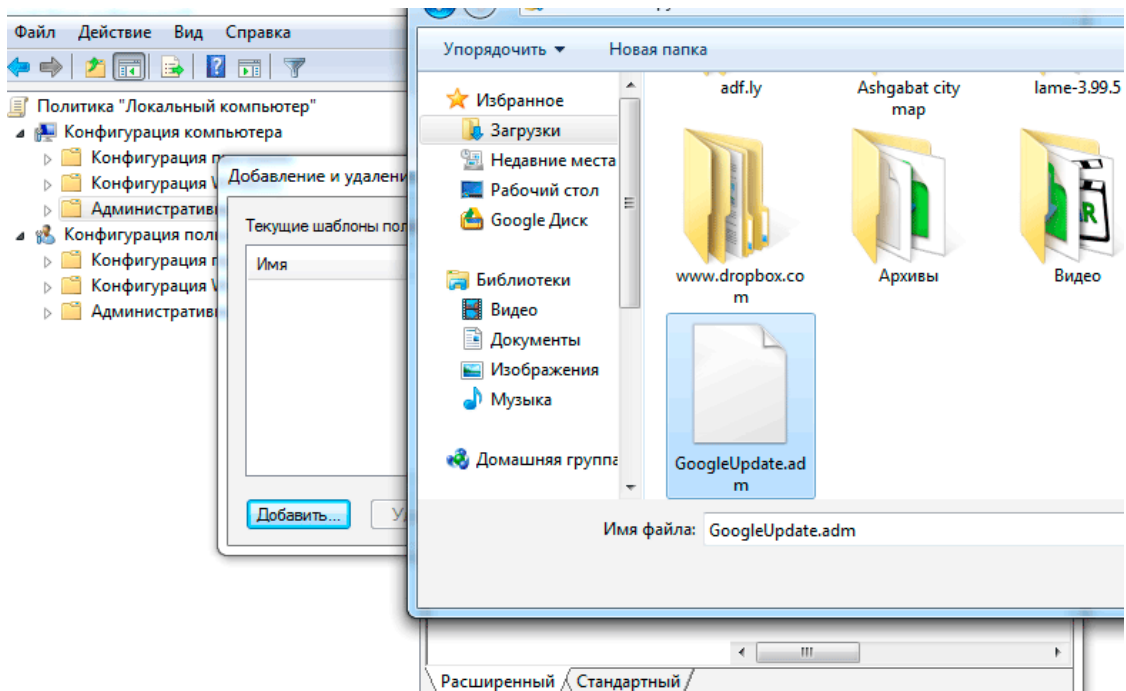 Файл Действие Вид Справка
Политика "Локальный компьютер"
Конфигурация компьютера
Конфигурация
Конфигурация
Административ
Конфигурация пол
Конфигурация
Конфигурация
Административ
Добавление и удалени
Текущие шаблоны пол
Имя
Добавить...
Упорядочить
Новая папка
Избранное
Загрузки
Недавние места
Рабочий стол
Google Диск
Библиотеки
Видео
Документы
Изображения
Музыка
Домашняя группа
adf.ly
Ashgabat city
map
lame-3.99.5
www.dropbox.co
m
Архивы
Видео
GoogleUpdate.ad
m
Имя файла: GoogleUpdate.adm
Расширенный
Стандартный